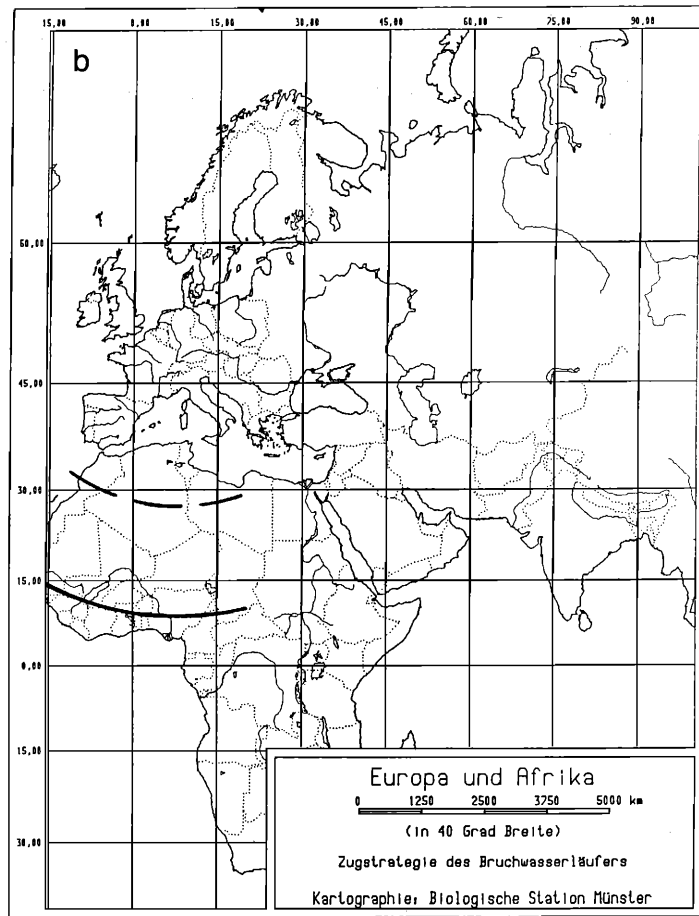 15,00 0,00 15,00 30,00 45,00 60,00 75,00 90,00
b
60,00
45,00
30,00
15,00
0,00
15,00
30,00
Europa und Afrika
0 1250 2500 3750 5000 km
(in 40 Grad Breite)
Zugstrategie des Bruchwasserläufers
Kartographie: Biologische Station Münster